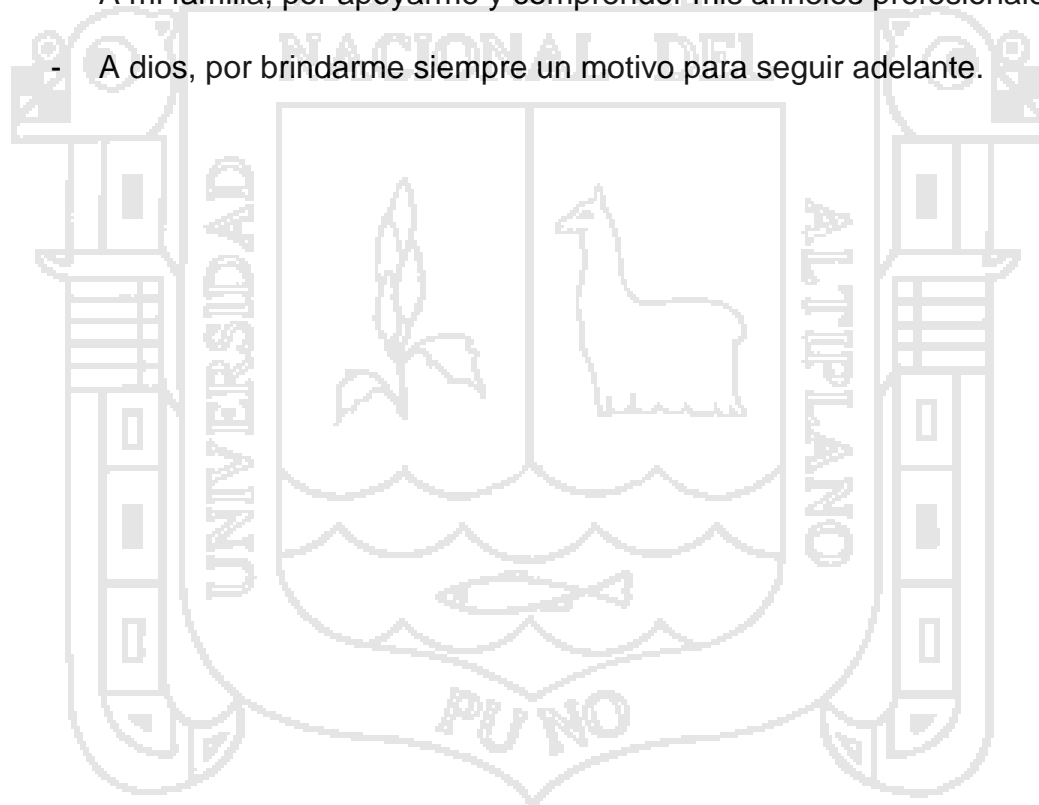 A mi familia, por apoyarme y comprender mis anhelos
- A dios, por brindarme siempre un motivo para seguir adelante.
NACIONAL DEL
UNIVERSIDAD
ALTIPLANO
PUNO